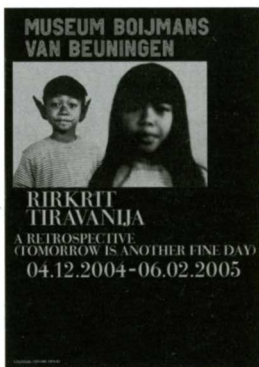 MUSEUM BOIJMANS
VAN BEUNINGEN
RIRKRIT
TIRAVANIJA
A RETROSPECTIVE
(TOMORROW IS ANOTHER FINE DAY)
04.12.2004-06.02.2005